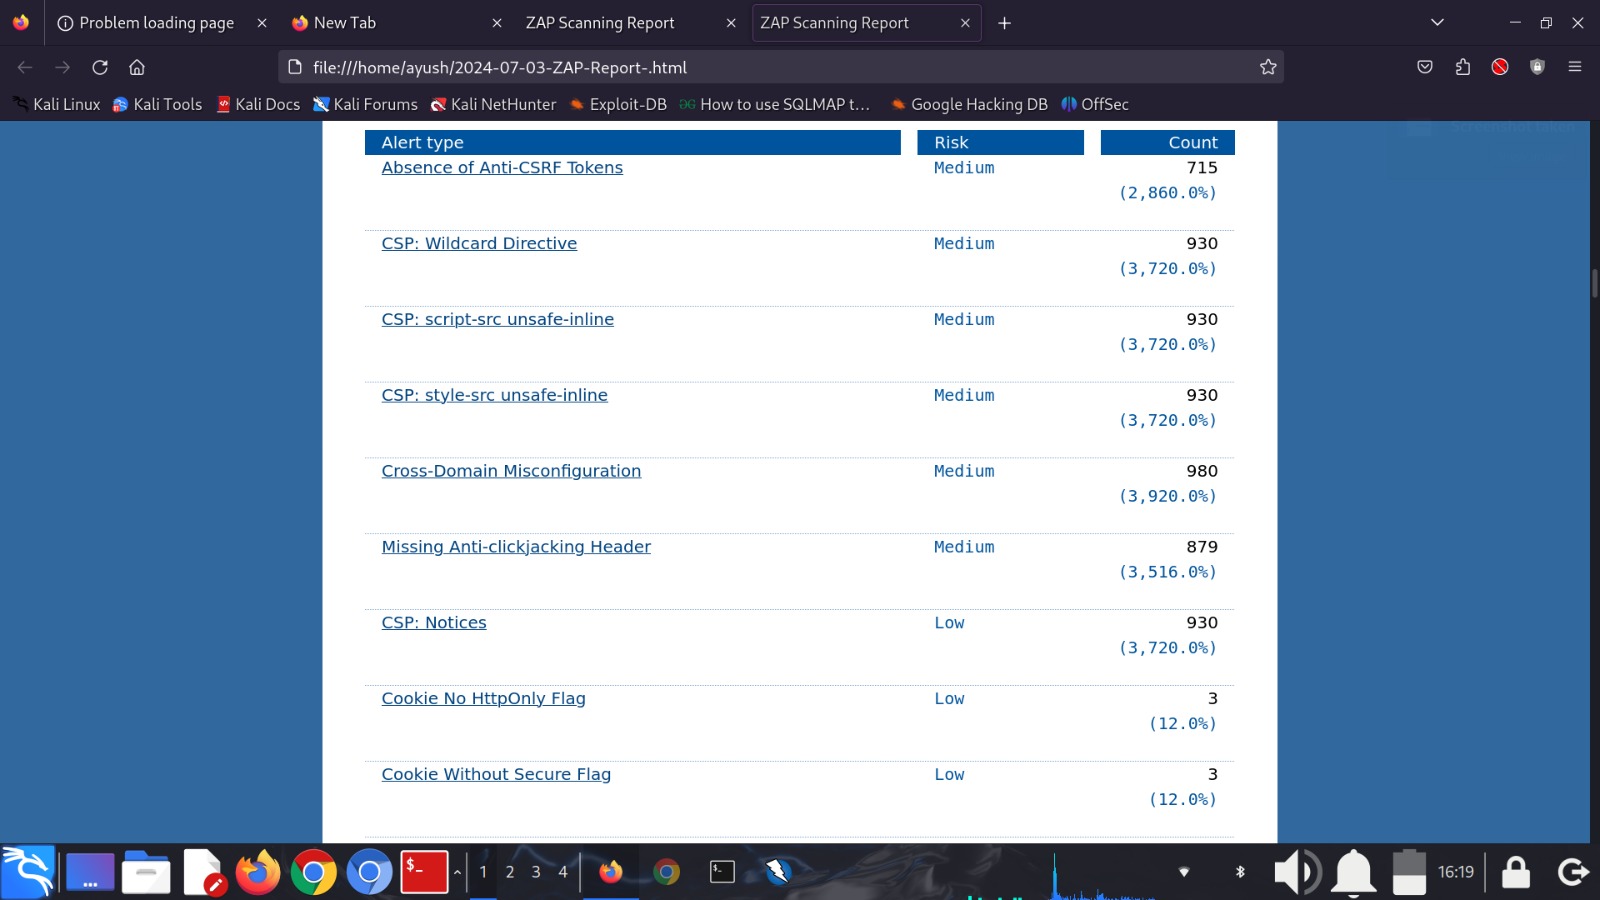 Problem loading page
New Tab
ZAP Scanning Report
ZAP Scanning Report
file:///home/ayush/2024-07-03-ZAP-Report-.html
Kali Linux
Kali Tools
Kali Docs
Kali Forums
Kali NetHunter
Exploit-DB
How to use SQLMAP t...
Google Hacking DB
OffSec
Alert type Risk Count
Absence of Anti-CSRF Tokens Medium 715
(2,860.0%)
CSP: Wildcard Directive Medium 930
(3,720.0%)
CSP: script-src unsafe-inline Medium 930
(3,720.0%)
CSP: style-src unsafe-inline Medium 930
(3,720.0%)
Cross-Domain Misconfiguration Medium 980
(3,920.0%)
Missing Anti-clickjacking Header Medium 879
(3,516.0%)
CSP: Notices Low 930
(3,720.0%)
Cookie No HttpOnly Flag Low 3
(12.0%)
Cookie Without Secure Flag Low 3
(12.0%)
$_
1 2 3 4
16:19